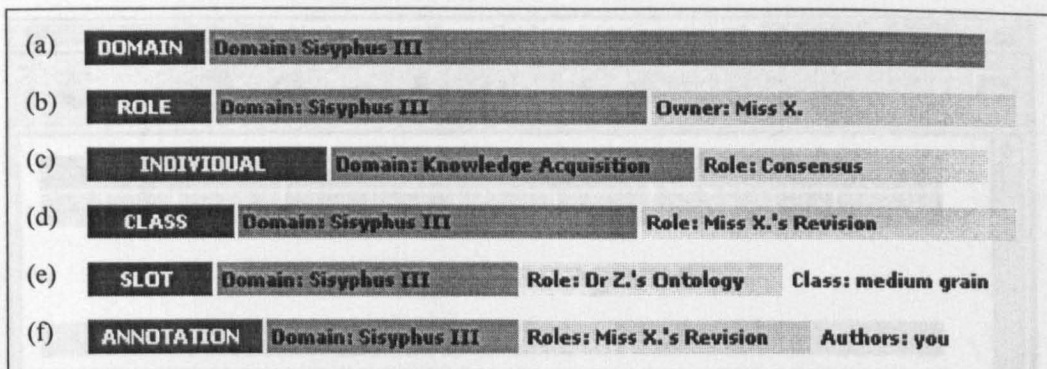 (a) DOMAIN Domain: Sisyphus III
(b) ROLE Domain: Sisyphus III Owner: Miss X.
(c) INDIVIDUAL Domain: Knowledge Acquisition Role: Consensus
(d) CLASS Domain: Sisyphus III Role: Miss X.'s Revision
(e) SLOT Domain: Sisyphus III Role: Dr Z.'s Ontology Class: medium grain
(f) ANNOTATION Domain: Sisyphus III Roles: Miss X.'s Revision Authors: you